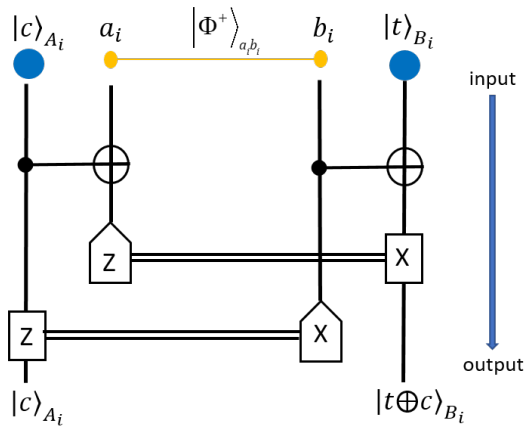 |c⟩_{A_i} a_i |Φ⁺⟩_{a_i b_i} b_i |t⟩_{B_i}
input
Z X
Z X
output
|c⟩_{A_i} |t⊕c⟩_{B_i}